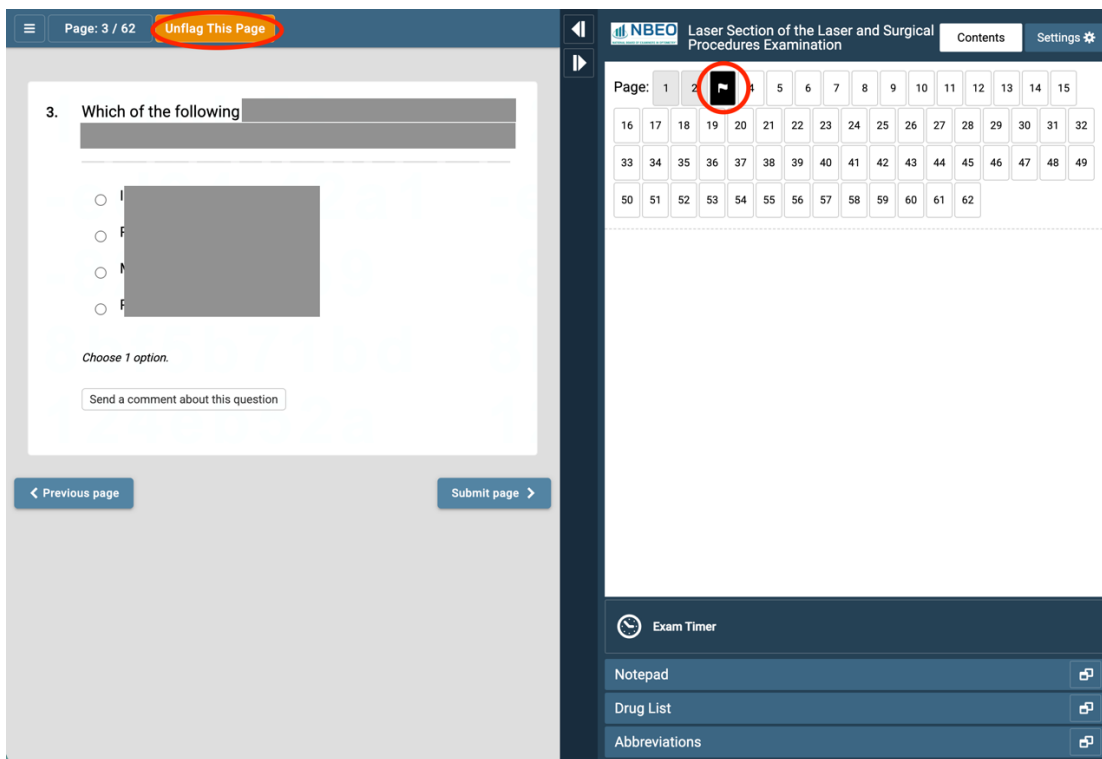 Page: 3 / 62
Unflag This Page
3. Which of the following
I
F
Choose 1 option.
Send a comment about this question
Previous page
Submit page
NBEO
Laser Section of the Laser and Surgical
Procedures Examination
Contents
Settings
Page: 1 2 4 5 6 7 8 9 10 11 12 13 14 15
16 17 18 19 20 21 22 23 24 25 26 27 28 29 30 31 32
33 34 35 36 37 38 39 40 41 42 43 44 45 46 47 48 49
50 51 52 53 54 55 56 57 58 59 60 61 62
Exam Timer
Notepad
Drug List
Abbreviations